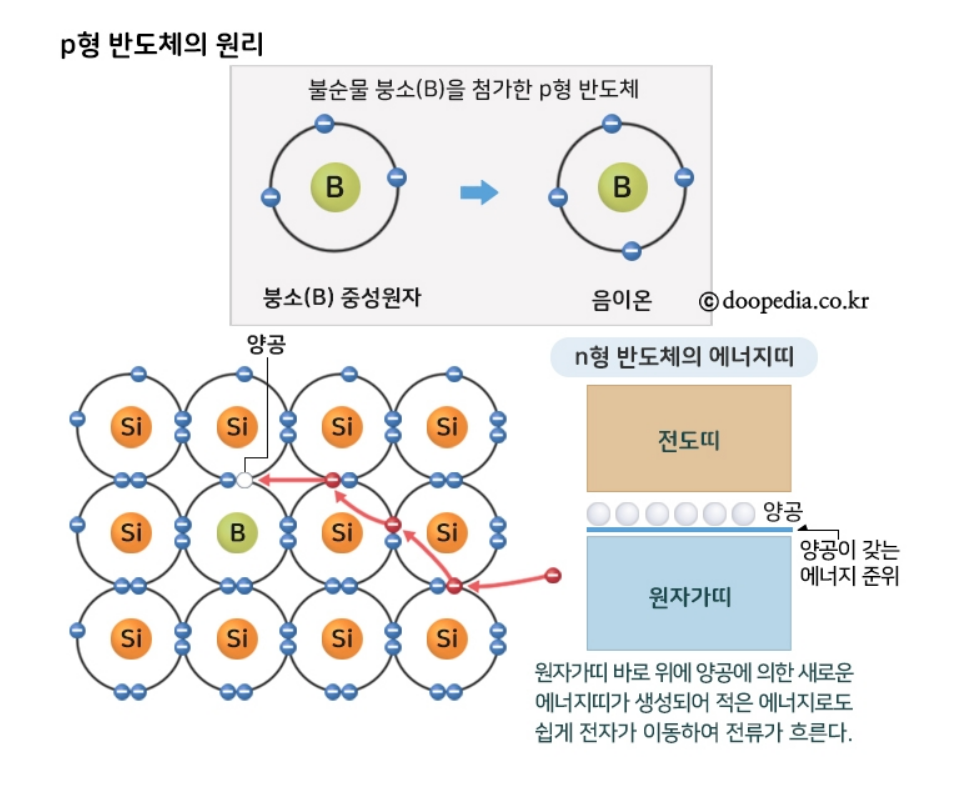 p형 반도체의 원리
불순물 붕소(B)을 첨가한 p형 반도체
B
B
붕소(B) 중성원자
음이온
©doopedia.co.kr
양공
Si Si Si Si
Si B Si Si
Si Si Si Si
n형 반도체의 에너지띠
전도띠
양공
양공이 갖는
에너지 준위
원자가띠
원자가띠 바로 위에 양공에 의한 새로운
에너지띠가 생성되어 적은 에너지로도
쉽게 전자가 이동하여 전류가 흐른다.